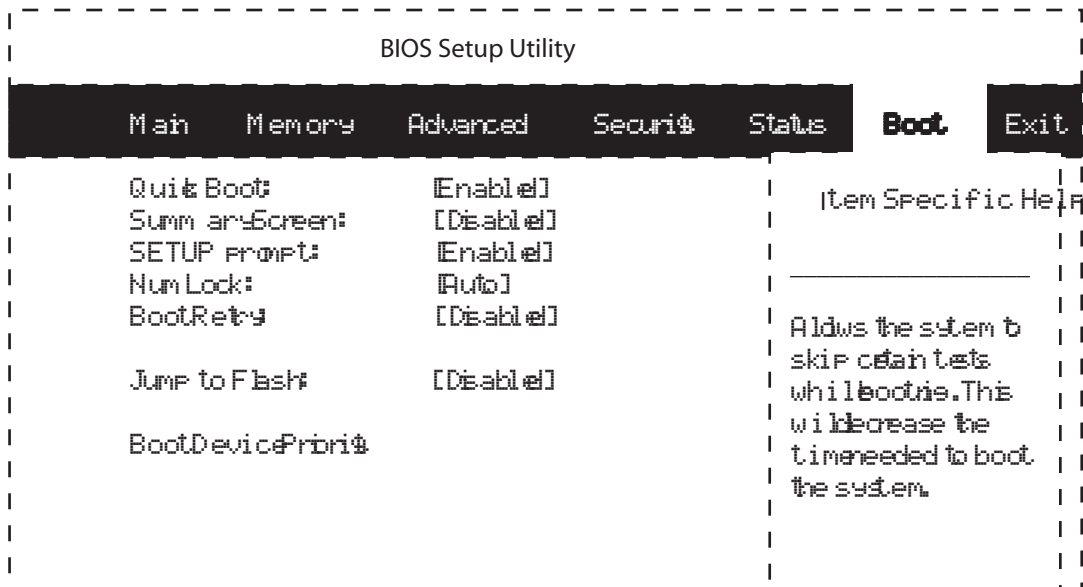 BIOS Setup Utility
Main Memory Advanced Security Status Boot Exit
Quick Boot: [Enabled]
Summary Screen: [Disabled]
SETUP prompt: [Enabled]
Num Lock: [Auto]
Boot Retry [Disabled]
Jump to Flash: [Disabled]
Boot Device Priority
Item Specific Help
Allows the system to
skip certain tests
while booting. This
will decrease the
time needed to boot
the system.